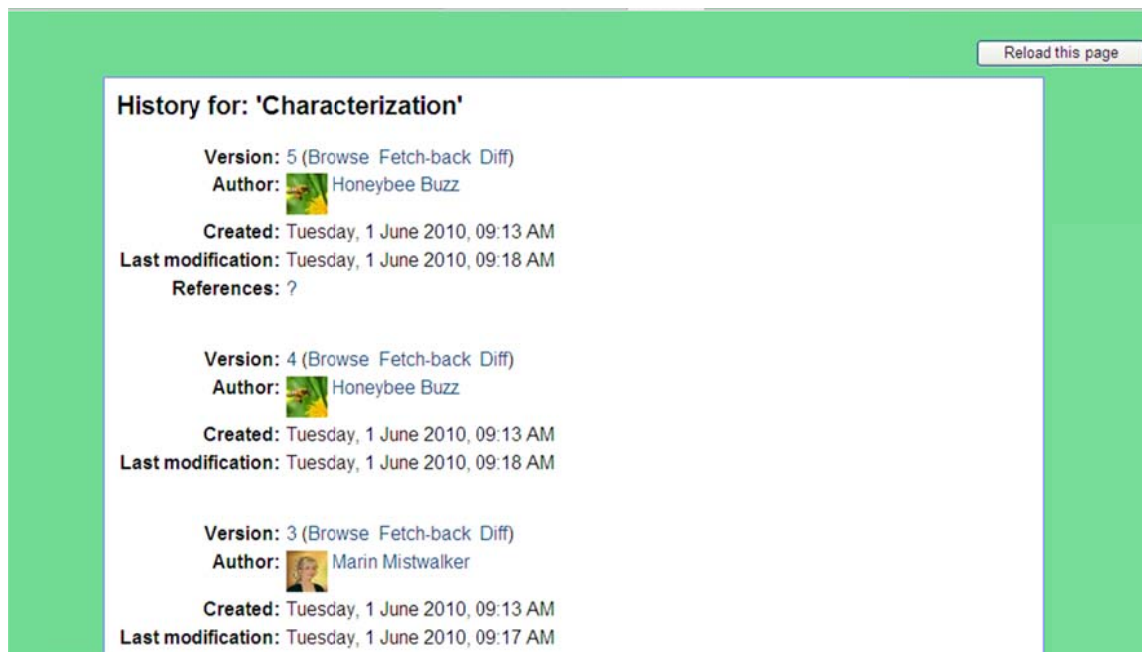 Reload this page
History for: 'Characterization'
Version: 5 (Browse Fetch-back Diff)
Author: Honeybee Buzz
Created: Tuesday, 1 June 2010, 09:13 AM
Last modification: Tuesday, 1 June 2010, 09:18 AM
References: ?
Version: 4 (Browse Fetch-back Diff)
Author: Honeybee Buzz
Created: Tuesday, 1 June 2010, 09:13 AM
Last modification: Tuesday, 1 June 2010, 09:18 AM
Version: 3 (Browse Fetch-back Diff)
Author: Marin Mistwalker
Created: Tuesday, 1 June 2010, 09:13 AM
Last modification: Tuesday, 1 June 2010, 09:17 AM